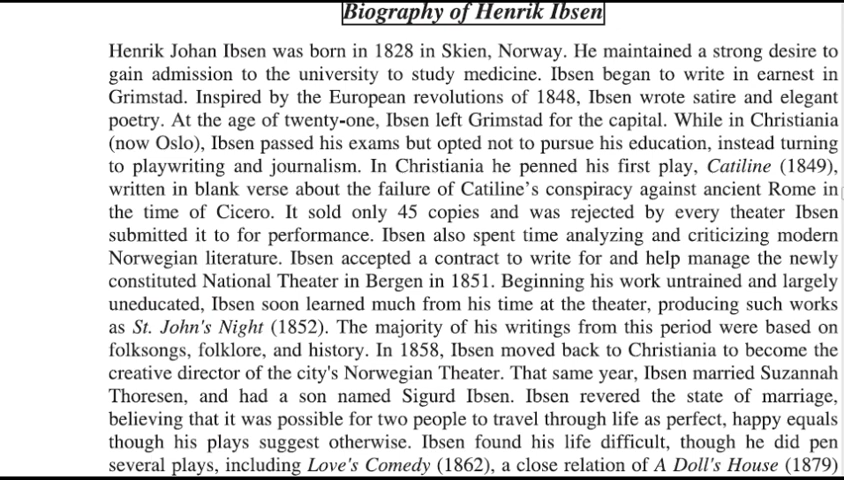 Biography of Henrik Ibsen
Henrik Johan Ibsen was born in 1828 in Skien, Norway. He maintained a strong desire to
gain admission to the university to study medicine. Ibsen began to write in earnest in
Grimstad. Inspired by the European revolutions of 1848, Ibsen wrote satire and elegant
poetry. At the age of twenty-one, Ibsen left Grimstad for the capital. While in Christiania
(now Oslo), Ibsen passed his exams but opted not to pursue his education, instead turning
to playwriting and journalism. In Christiania he penned his first play, Catiline (1849),
written in blank verse about the failure of Catiline's conspiracy against ancient Rome in
the time of Cicero. It sold only 45 copies and was rejected by every theater Ibsen
submitted it to for performance. Ibsen also spent time analyzing and criticizing modern
Norwegian literature. Ibsen accepted a contract to write for and help manage the newly
constituted National Theater in Bergen in 1851. Beginning his work untrained and largely
uneducated, Ibsen soon learned much from his time at the theater, producing such works
as St. John's Night (1852). The majority of his writings from this period were based on
folksongs, folklore, and history. In 1858, Ibsen moved back to Christiania to become the
creative director of the city's Norwegian Theater. That same year, Ibsen married Suzannah
Thoresen, and had a son named Sigurd Ibsen. Ibsen revered the state of marriage,
believing that it was possible for two people to travel through life as perfect, happy equals
though his plays suggest otherwise. Ibsen found his life difficult, though he did pen
several plays, including Love's Comedy (1862), a close relation of A Doll's House (1879)